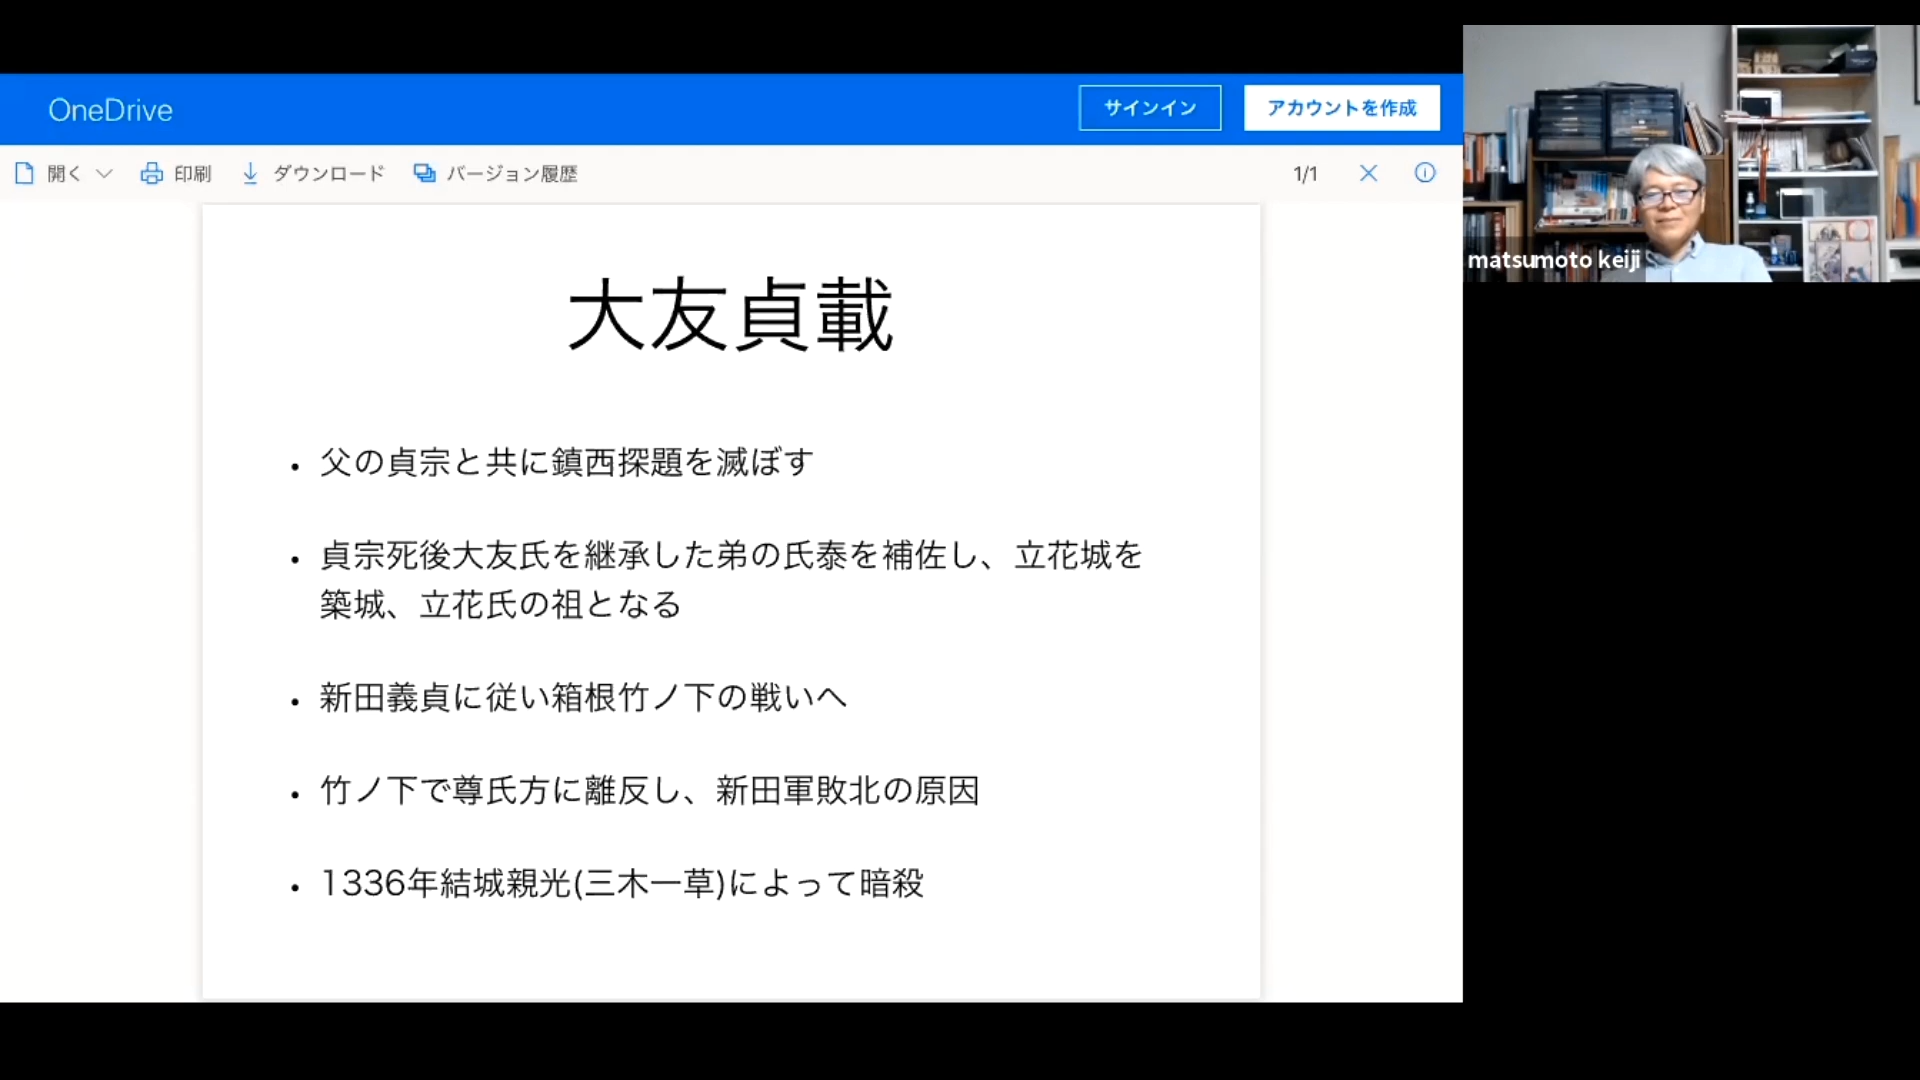 OneDrive
サインイン
アカウントを作成
開く
印刷
ダウンロード
バージョン履歴
1/1
大友貞載
• 父の貞宗と共に鎮西探題を滅ぼす
• 貞宗死後大友氏を継承した弟の氏泰を補佐し、立花城を
築城、立花氏の祖となる
• 新田義貞に従い箱根竹ノ下の戦いへ
• 竹ノ下で尊氏方に離反し、新田軍敗北の原因
• 1336年結城親光(三木一草)によって暗殺
matsumoto keiji